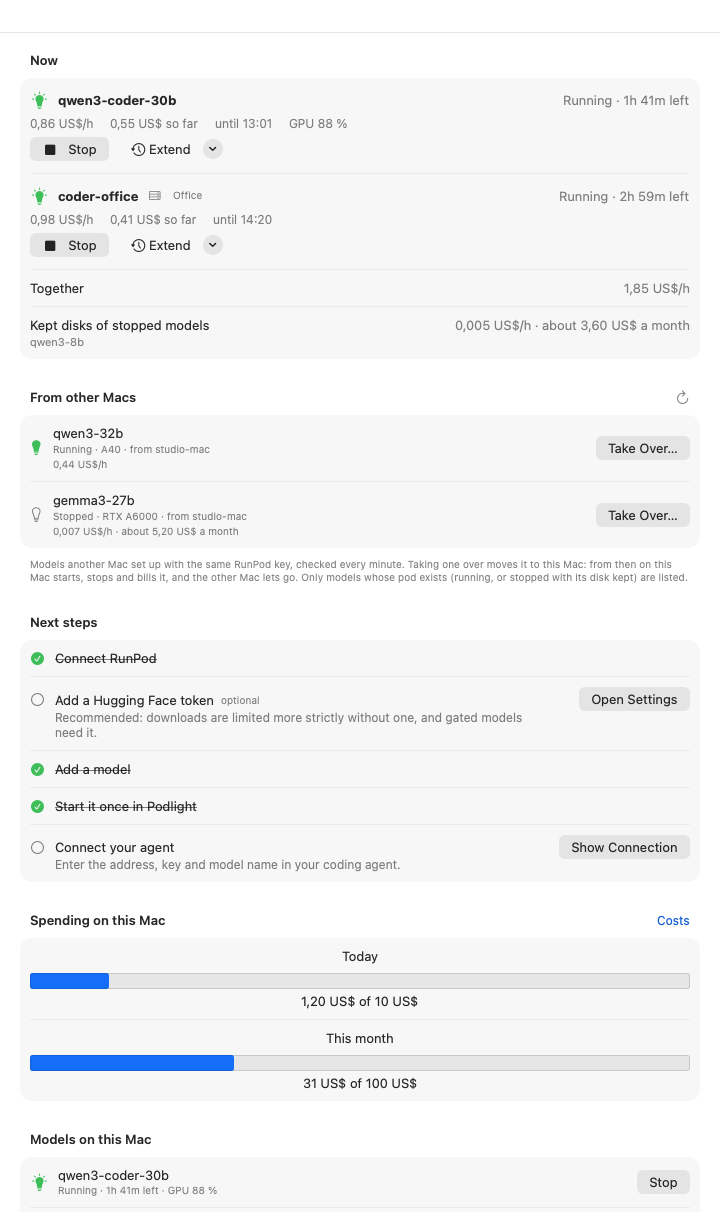 Now
qwen3-coder-30b
Running · 1h 41m left
0,86 US$/h 0,55 US$ so far until 13:01 GPU 88 %
Stop Extend
coder-office Office
Running · 2h 59m left
0,98 US$/h 0,41 US$ so far until 14:20
Stop Extend
Together 1,85 US$/h
Kept disks of stopped models 0,005 US$/h · about 3,60 US$ a month
qwen3-8b
From other Macs
qwen3-32b
Running · A40 · from studio-mac
0,44 US$/h
Take Over...
gemma3-27b
Stopped · RTX A6000 · from studio-mac
0,007 US$/h · about 5,20 US$ a month
Take Over...
Models another Mac set up with the same RunPod key, checked every minute. Taking one over moves it to this Mac: from then on this
Mac starts, stops and bills it, and the other Mac lets go. Only models whose pod exists (running, or stopped with its disk kept) are listed.
Next steps
Connect RunPod
Add a Hugging Face token optional
Recommended: downloads are limited more strictly without one, and gated models
need it.
Open Settings
Add a model
Start it once in Podlight
Connect your agent
Enter the address, key and model name in your coding agent.
Show Connection
Spending on this Mac Costs
Today
1,20 US$ of 10 US$
This month
31 US$ of 100 US$
Models on this Mac
qwen3-coder-30b
Running · 1h 41m left · GPU 88 %
Stop